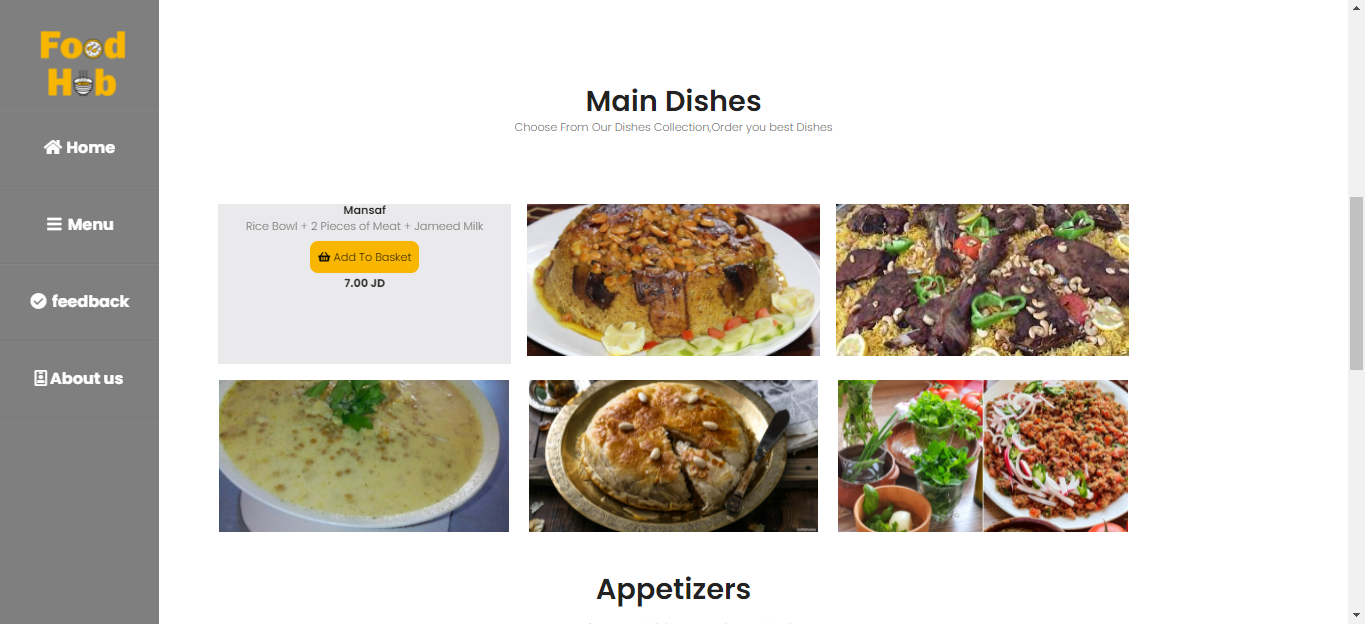 Food
Hub
Home
Menu
feedback
About us
Main Dishes
Choose From Our Dishes Collection,Order you best Dishes
Mansaf
Rice Bowl + 2 Pieces of Meat + Jameed Milk
Add To Basket
7.00 JD
Appetizers